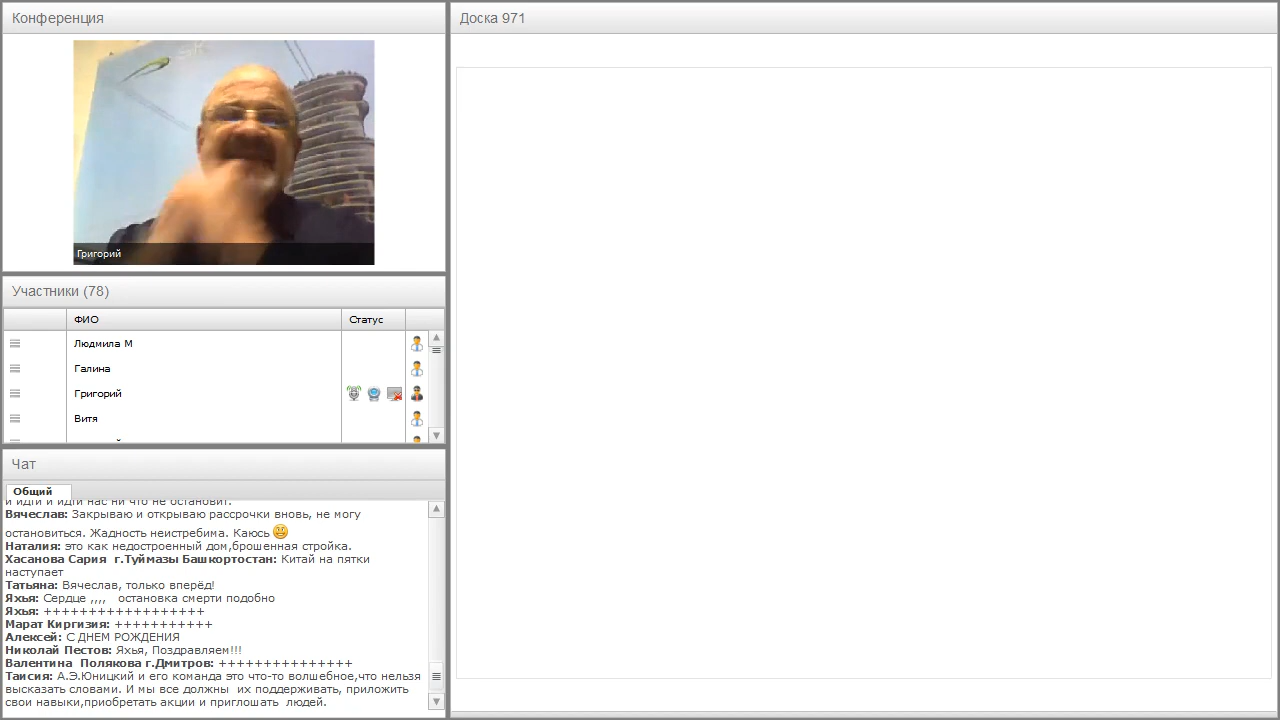 Конференция
Григорий
Участники (78)
ФИО Статус
Людмила М
Галина
Григорий
Витя
Чат
Общий
и идти и идти нас ни что не остановит.
Вячеслав: Закрываю и открываю рассрочки вновь, не могу
остановиться. Жадность неистребима. Каюсь
Наталия: это как недостроенный дом,брошенная стройка.
Хасанова Сария г.Туймазы Башкортостан: Китай на пятки
наступает
Татьяна: Вячеслав, только вперёд!
Яхья: Сердце ,,,, остановка смерти подобно
Яхья: ++++++++++++++++++
Марат Киргизия: +++++++++++
Алексей: С ДНЕМ РОЖДЕНИЯ
Николай Пестов: Яхья, Поздравляем!!!
Валентина Полякова г.Дмитров: +++++++++++++++
Таисия: А.Э.Юницкий и его команда это что-то волшебное,что нельзя
высказать словами. И мы все должны их поддерживать, приложить
свои навыки,приобретать акции и приглошать людей.
Доска 971